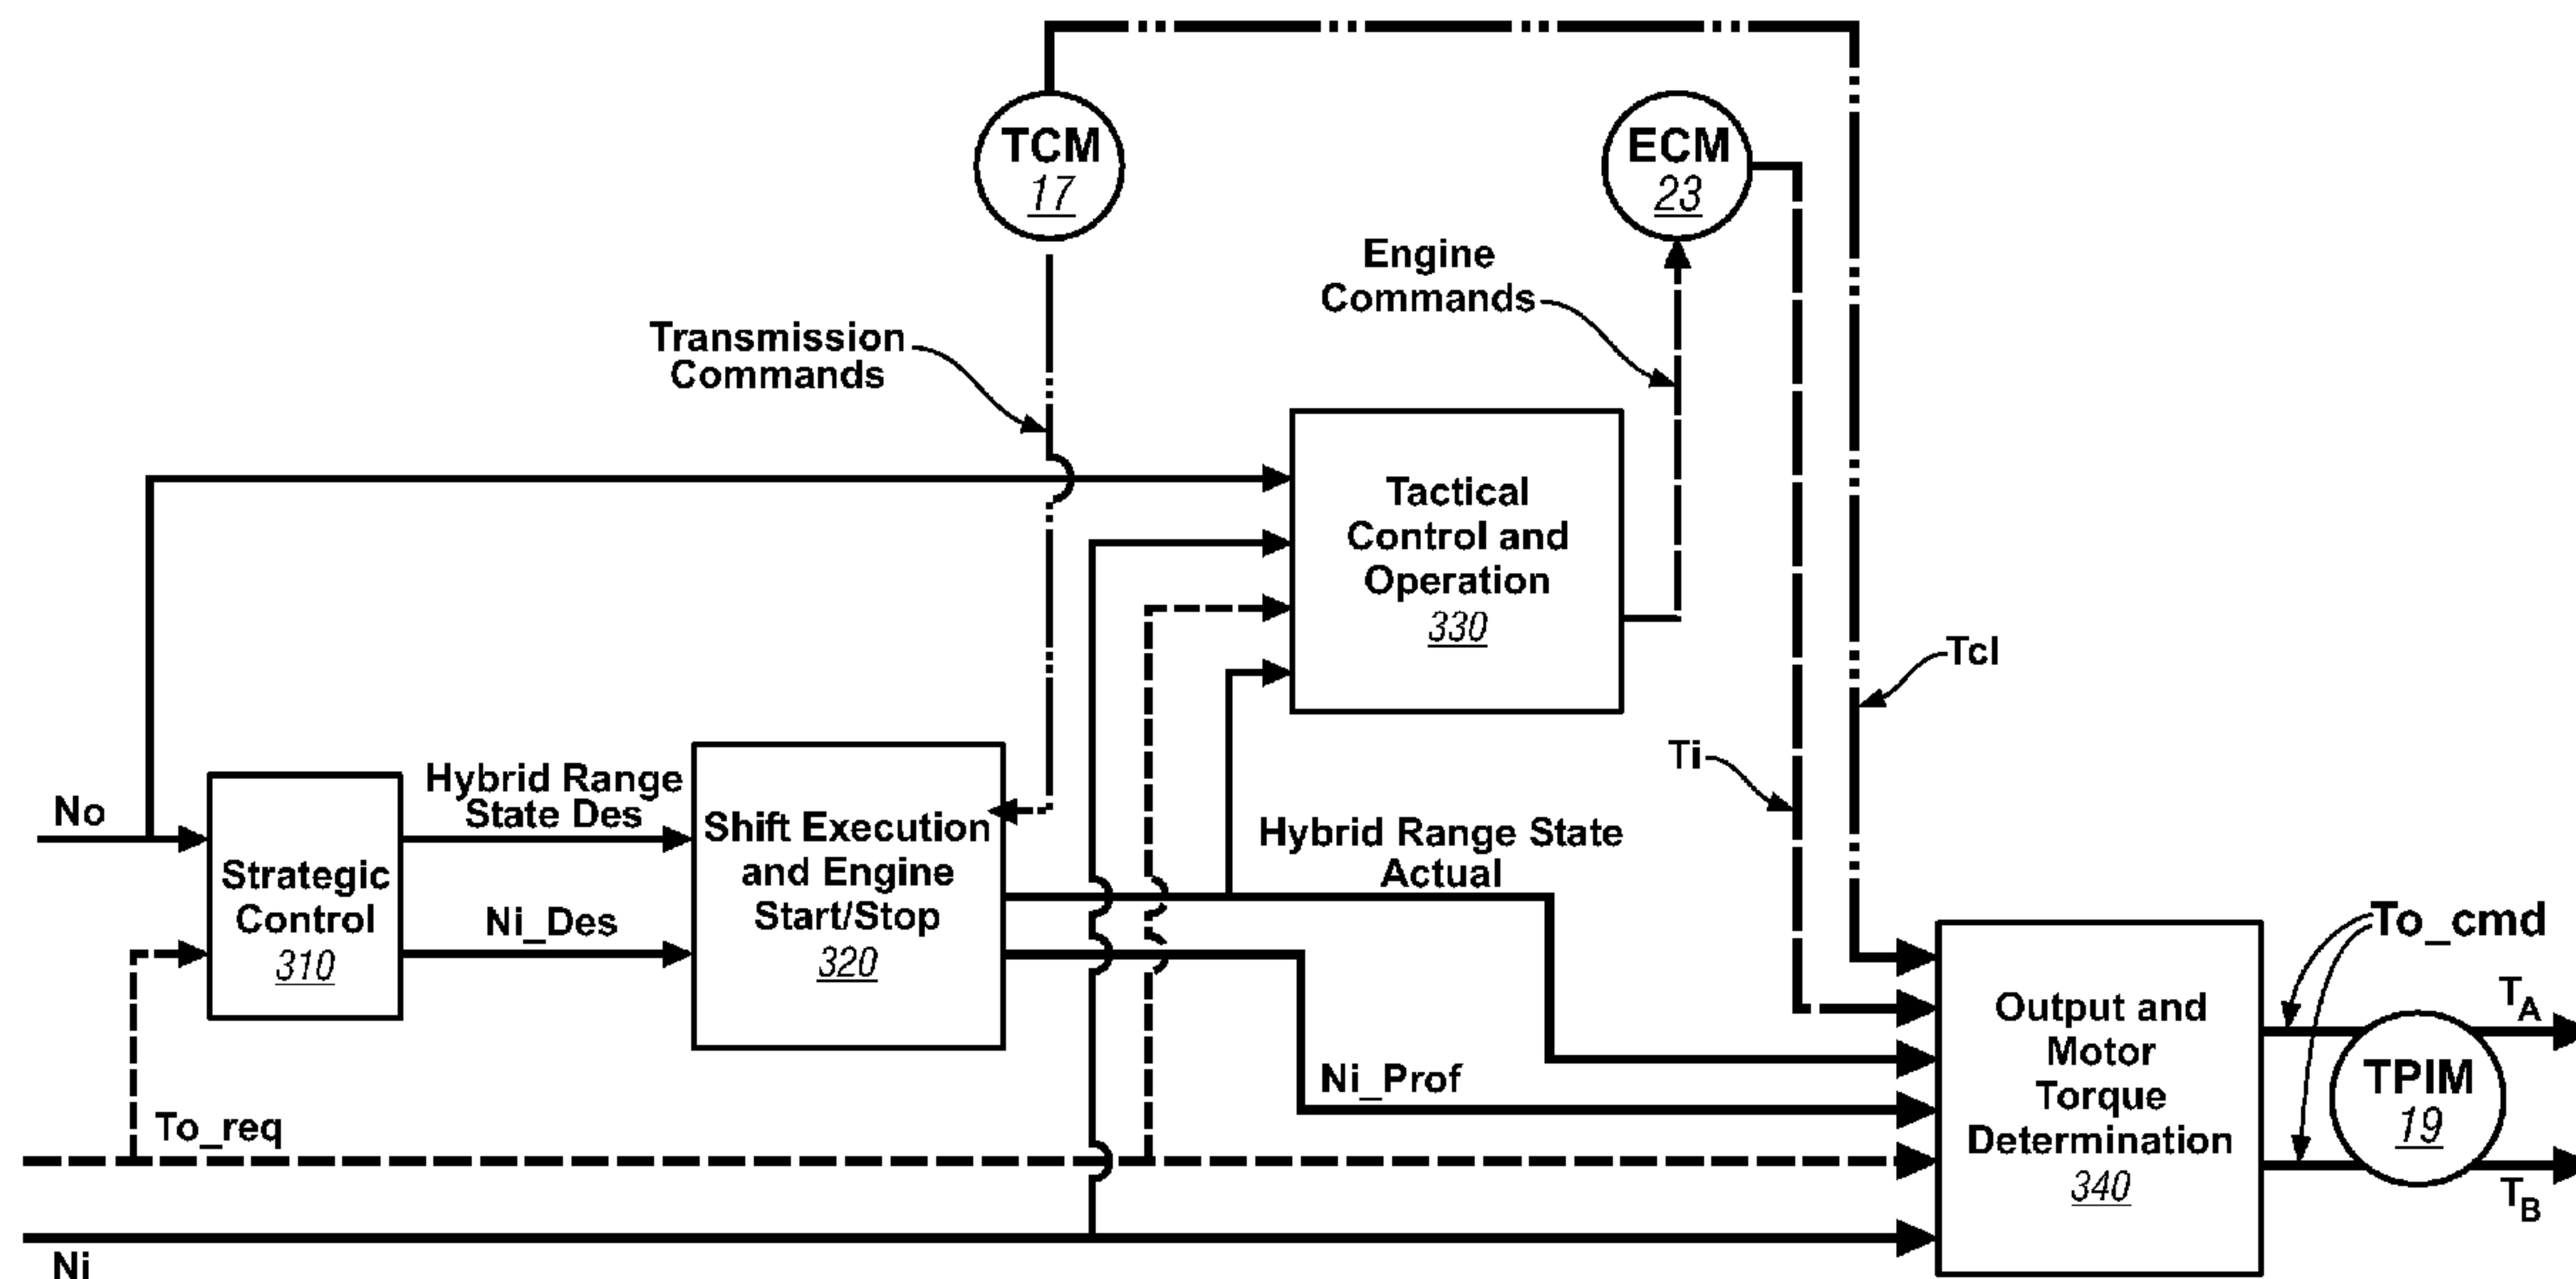 TCM
17
ECM
23
Engine
Commands
Transmission
Commands
Tactical
Control and
Operation
330
Tcl
Ti
No
Hybrid Range
State Des
Strategic
Control
310
Ni_Des
Shift Execution
and Engine
Start/Stop
320
Hybrid Range State
Actual
Ni_Prof
To_req
Ni
Output and
Motor
Torque
Determination
340
To_cmd
TPIM
19
TA
TB